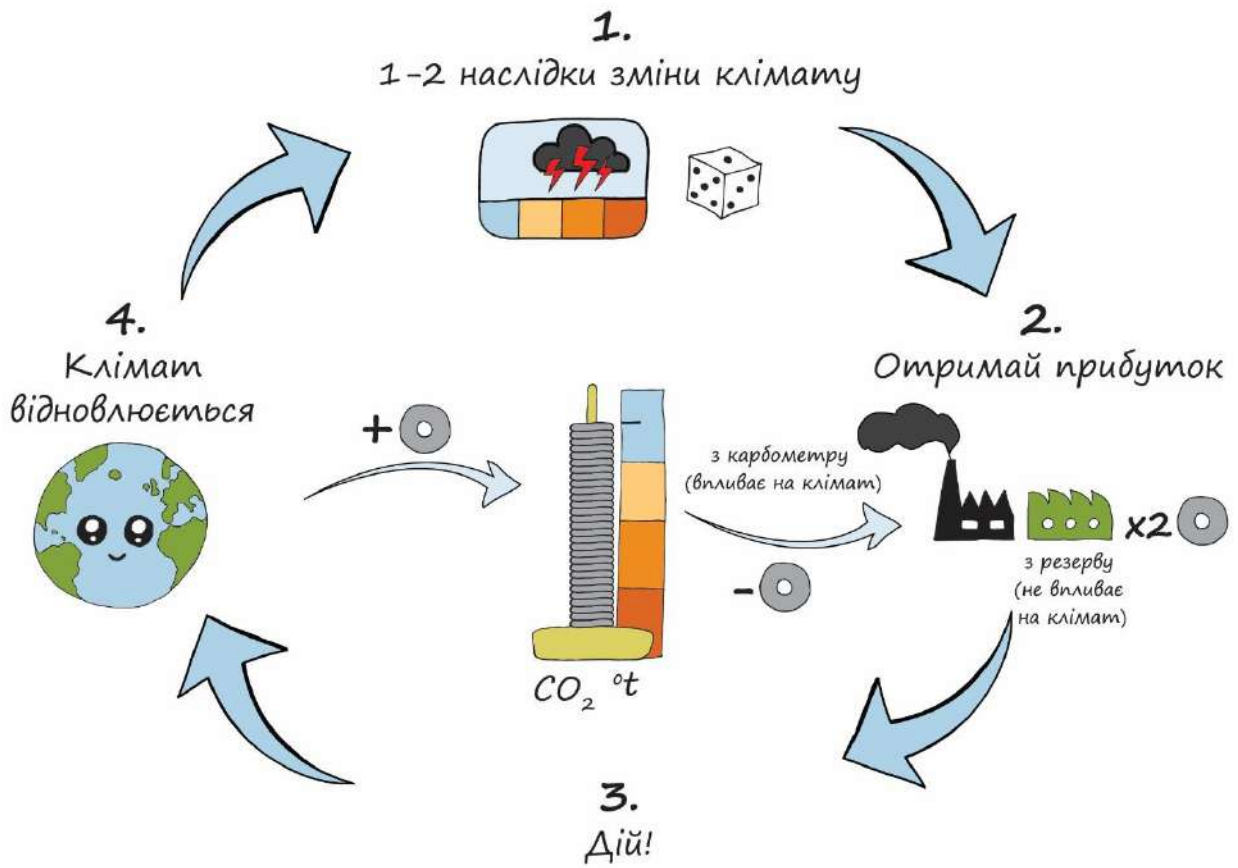 1.
1-2 наслідки зміни клімату
2.
Отримай прибуток
4.
Клімат
відновлюється
+
з карбометру
(впливає на клімат)
-
x2
з резерву
(не впливає
на клімат)
CO₂ °t
3.
Дій!